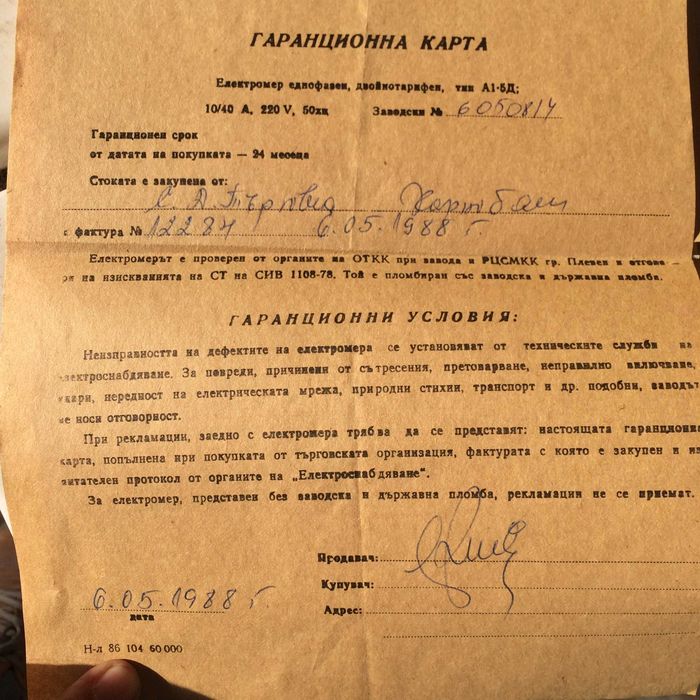 ГАРАНЦИОННА КАРТА
Електромер еднофазен, двойнотарифен, тип А1-5Д;
10/40 А, 220 V, 50хц Заводски № 6050814
Гаранционен срок
от датата на покупката — 24 месеца
Стоката е закупена от:
С. Д. Търговия Карнобат
с фактура № 12284 6.05.1988 г.
Електромерът е проверен от органите на ОТКК при завода и РЦСМКК гр. Плевен и отгова-
ря на изискванията на СТ на СИВ 1108-78. Той е пломбиран със заводска и държавна пломба.
ГАРАНЦИОННИ УСЛОВИЯ:
Неизправността на дефектите на електромера се установяват от техническите служби на
електроснабдяване. За повреди, причинени от сътресения, претоварване, неправилно включване,
удари, нередност на електрическата мрежа, природни стихии, транспорт и др. подобни, заводът
не носи отговорност.
При рекламации, заедно с електромера трябва да се представят: настоящата гаранционна
карта, попълнена при покупката от търговската организация, фактурата с която е закупен и из-
питателен протокол от органите на „Електроснабдяване“.
За електромер, представен без заводска и държавна пломба, рекламации не се приемат.
Продавач:
Купувач:
6.05.1988 г. Адрес:
дата
Н-л 86 104 60 000